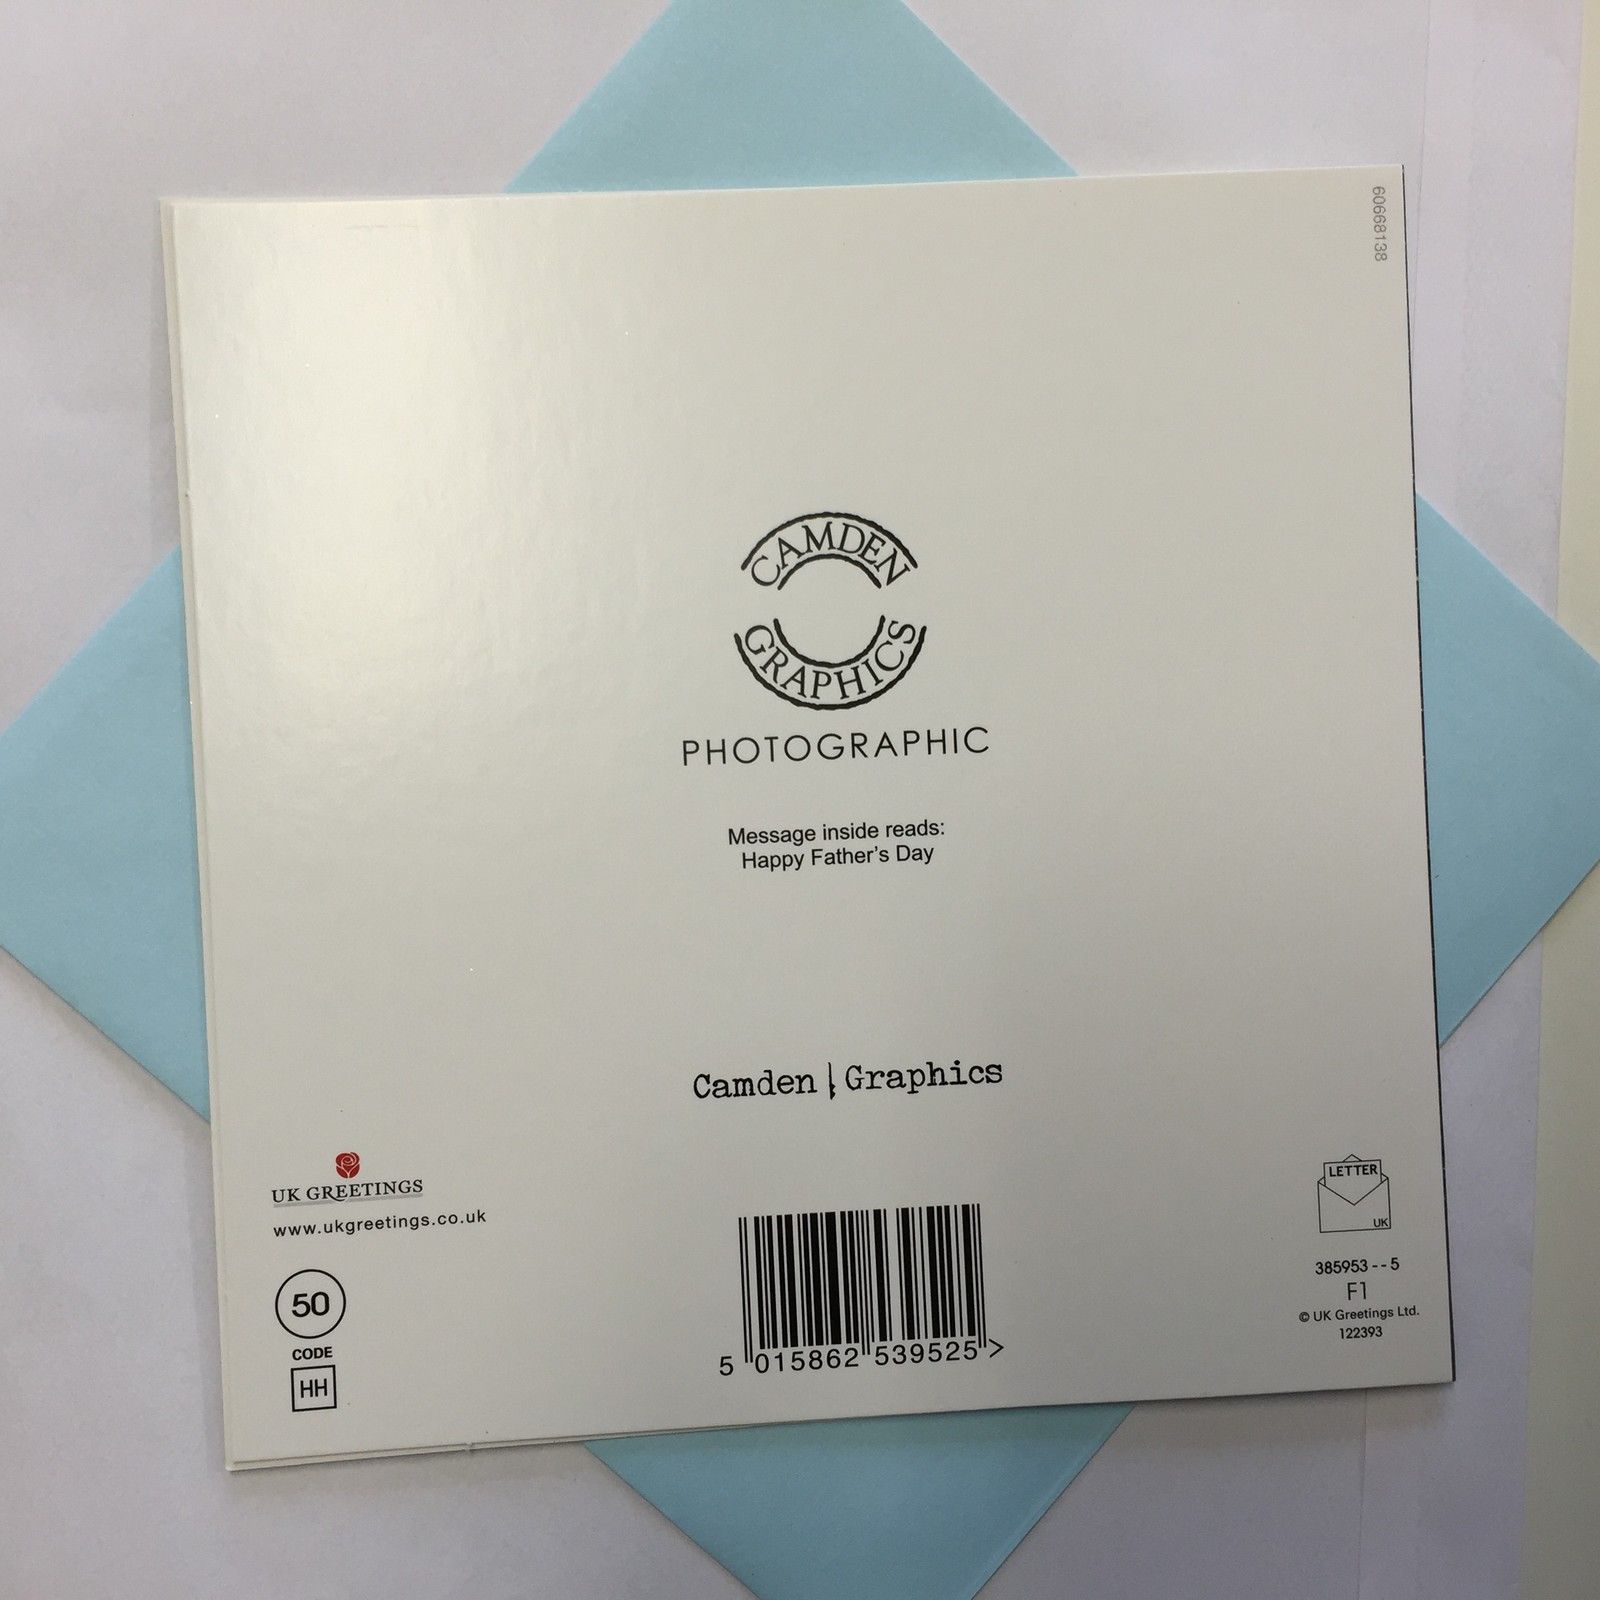 60668138
CAMDEN
GRAPHICS
PHOTOGRAPHIC
Message inside reads:
Happy Father's Day
Camden | Graphics
UK GREETINGS
www.ukgreetings.co.uk
50
CODE
HH
5 015862 539525 >
LETTER
UK
385953 - - 5
F1
© UK Greetings Ltd.
122393